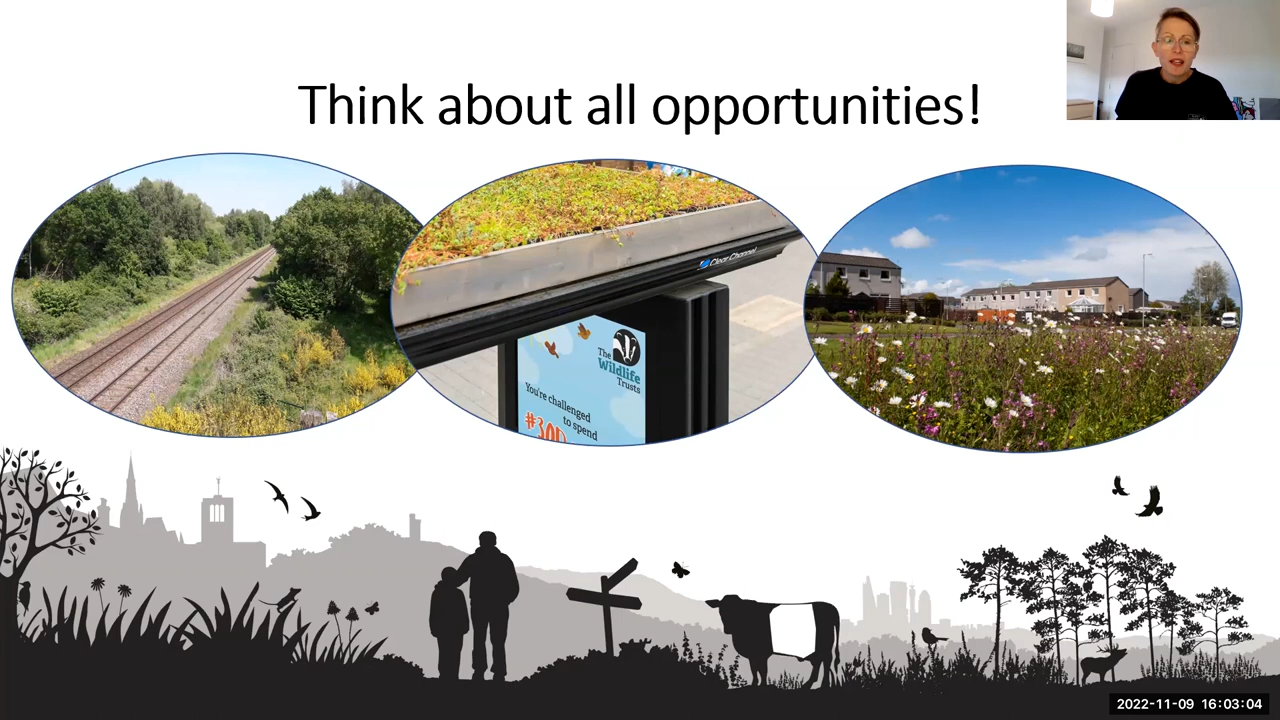 Think about all opportunities!
Clear Channel
The
Wildlife
Trusts
You're challenged
to spend
2022-11-09 16:03:04